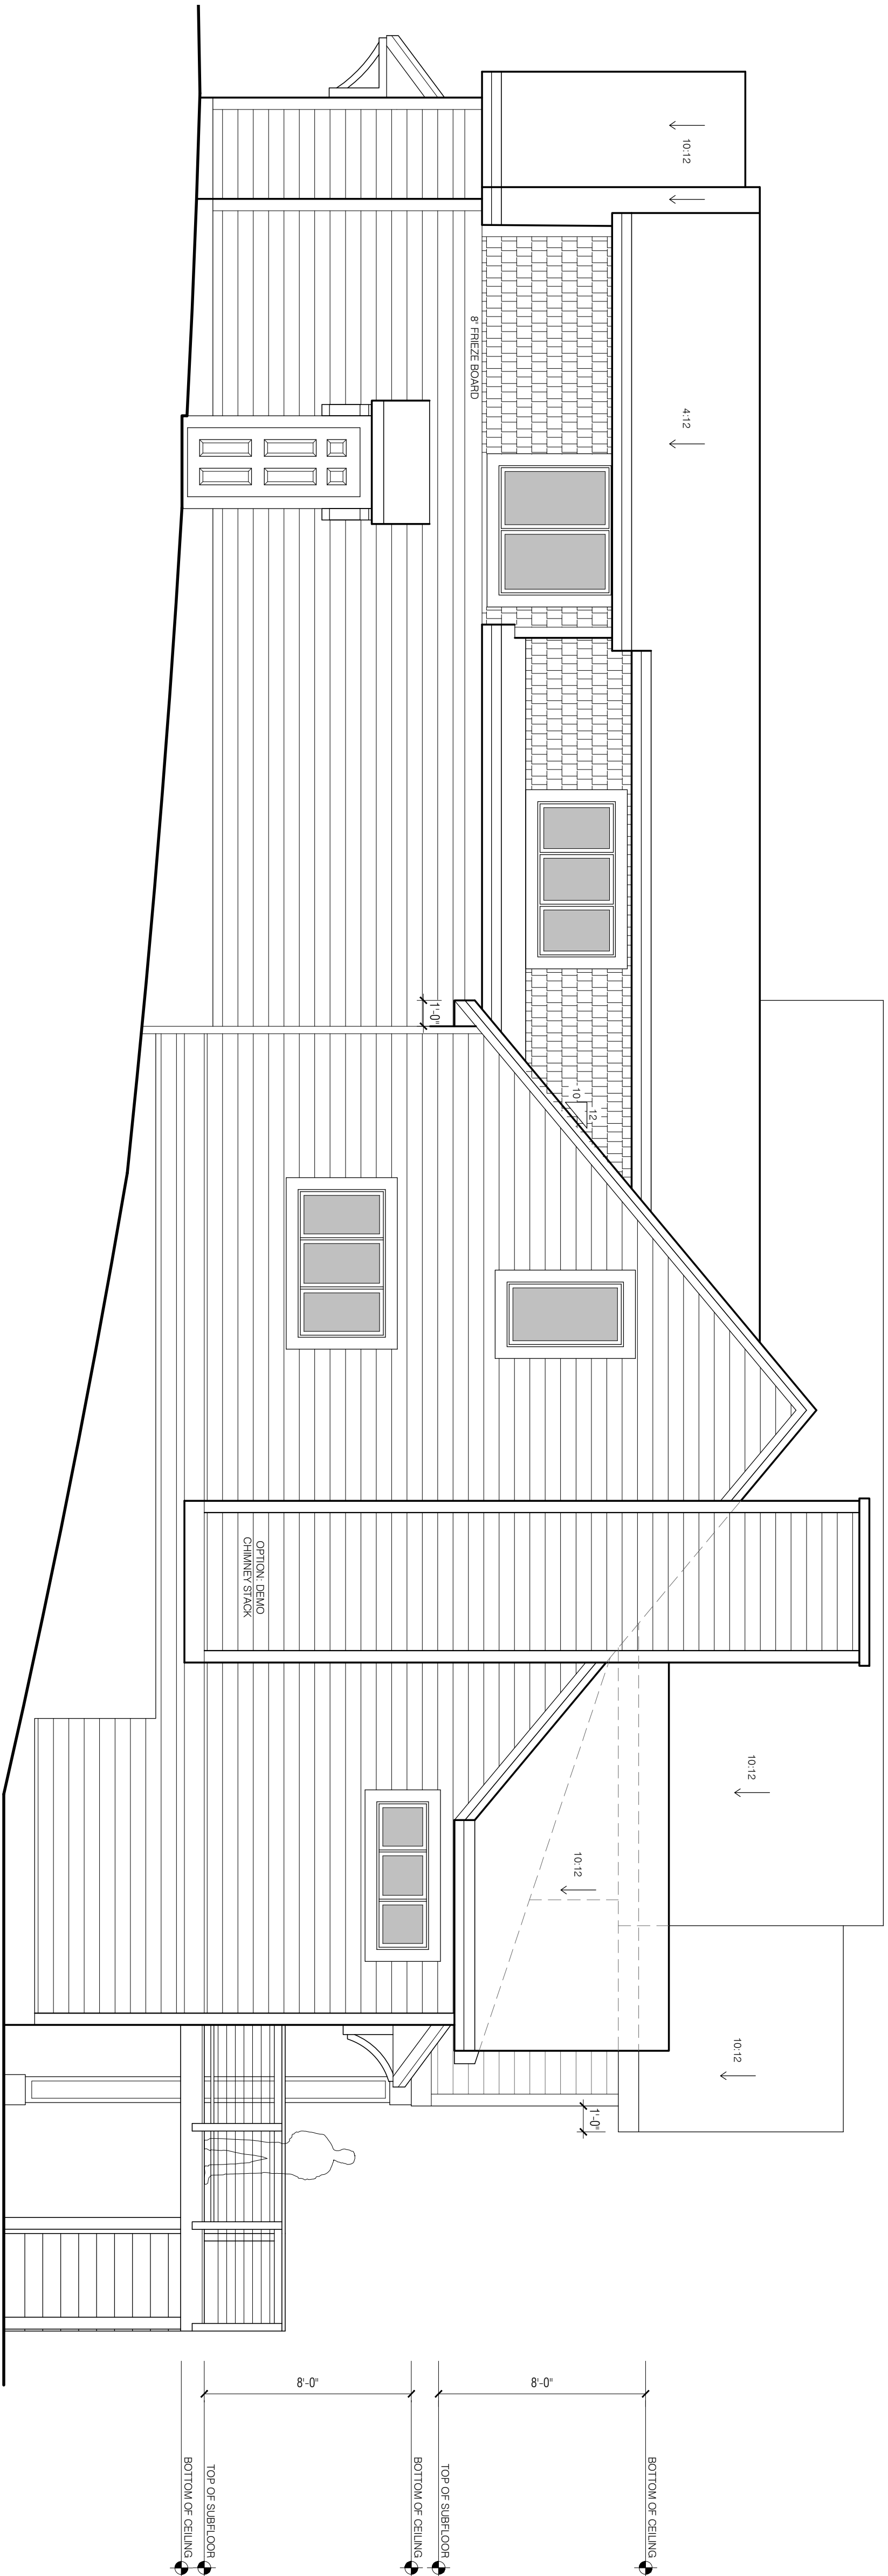 10:12
4:12
8" FRIEZE BOARD
1'-0"
10
12
OPTION: DEMO
CHIMNEY STACK
10:12
10:12
10:12
1'-0"
8'-0"
8'-0"
BOTTOM OF CEILING
TOP OF SUBFLOOR
BOTTOM OF CEILING
TOP OF SUBFLOOR
BOTTOM OF CEILING